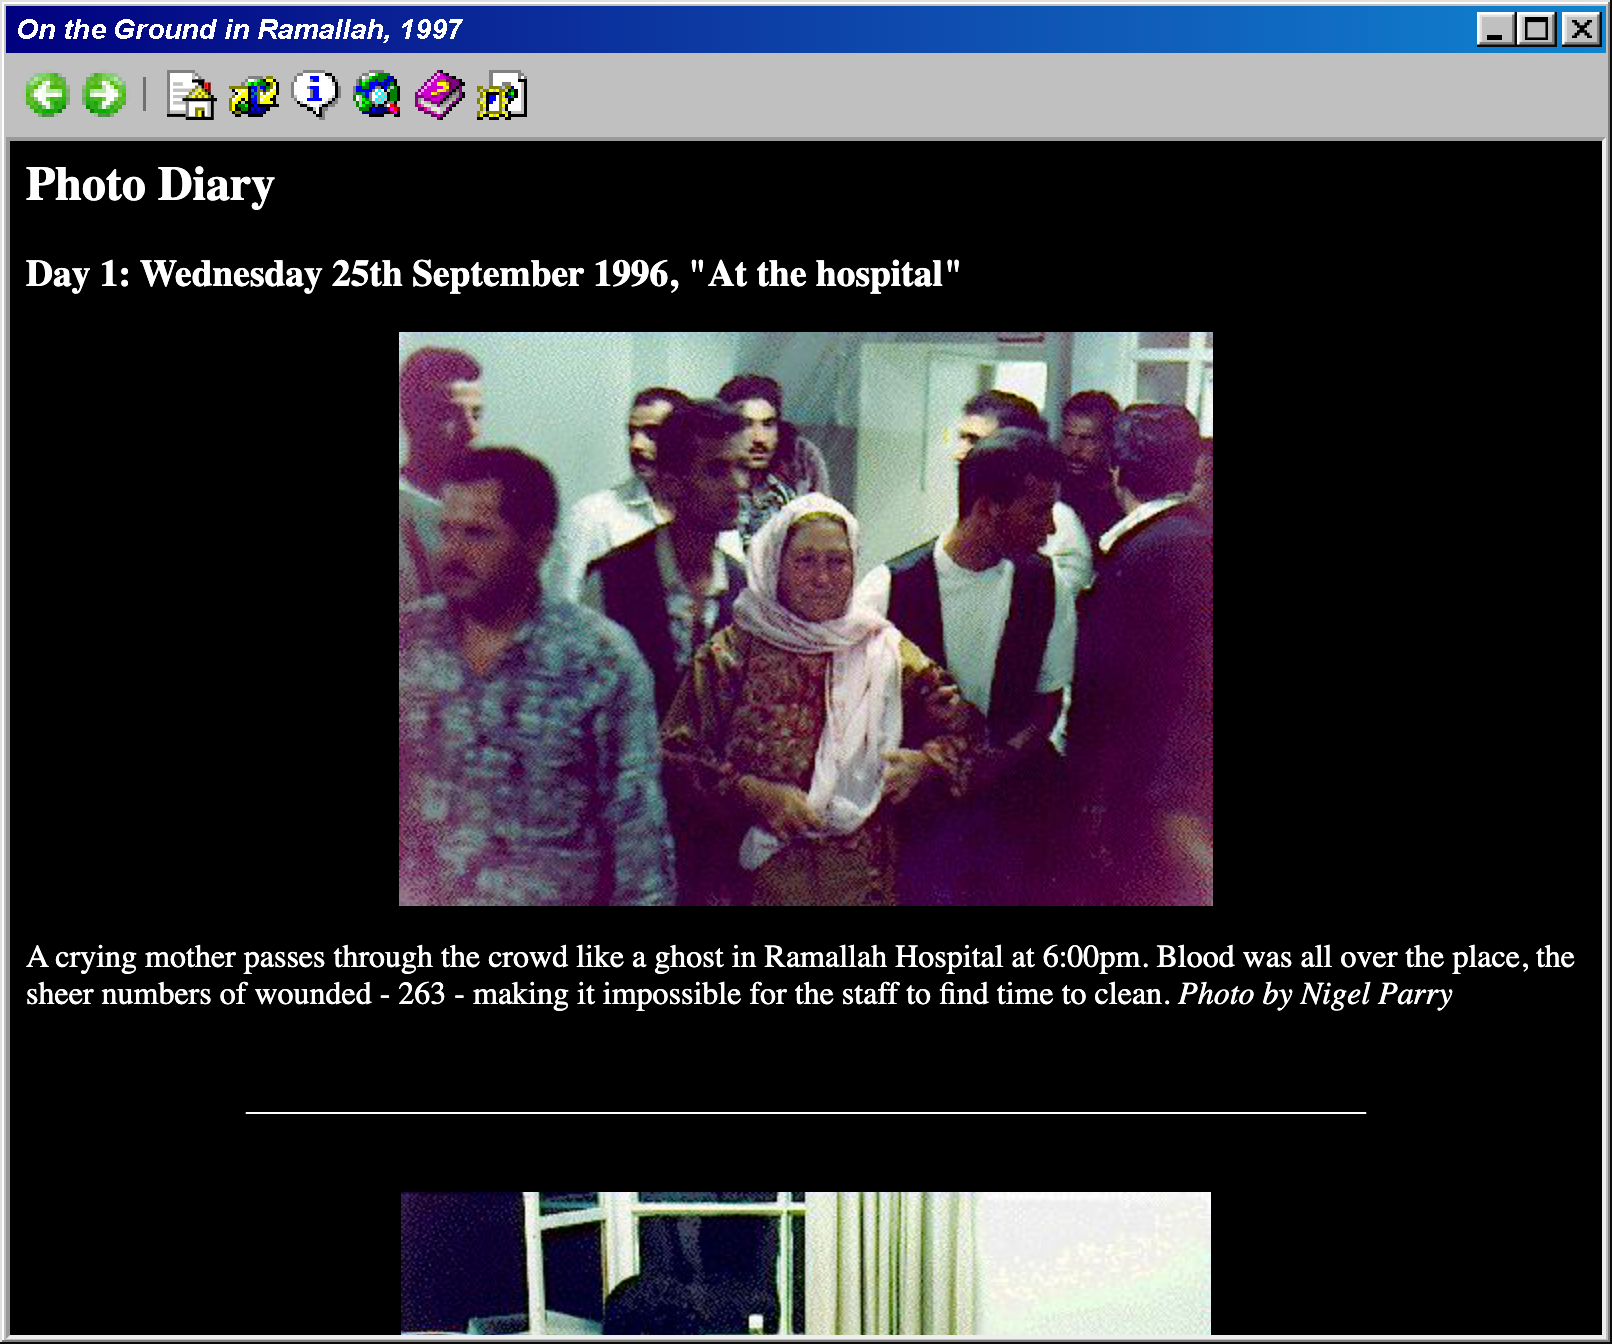 On the Ground in Ramallah, 1997
Photo Diary
Day 1: Wednesday 25th September 1996, "At the hospital"
A crying mother passes through the crowd like a ghost in Ramallah Hospital at 6:00pm. Blood was all over the place, the
sheer numbers of wounded - 263 - making it impossible for the staff to find time to clean. Photo by Nigel Parry